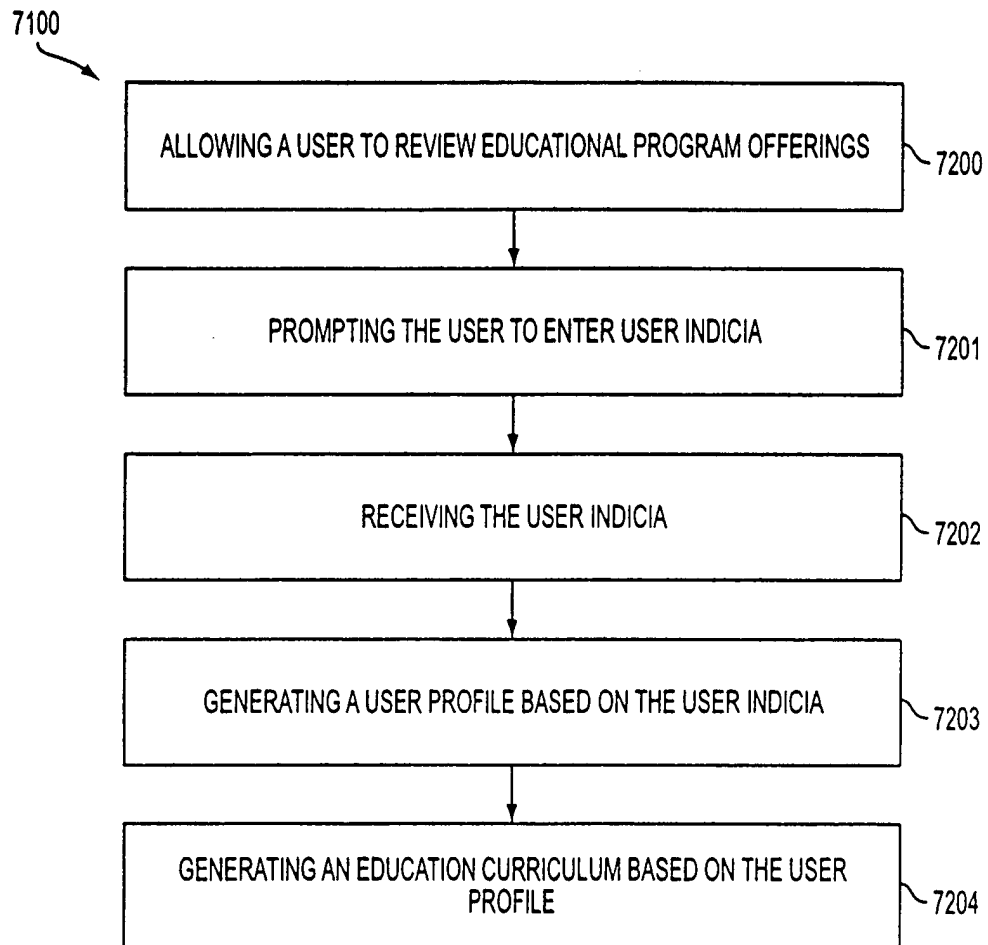 7100
ALLOWING A USER TO REVIEW EDUCATIONAL PROGRAM OFFERINGS
7200
PROMPTING THE USER TO ENTER USER INDICIA
7201
RECEIVING THE USER INDICIA
7202
GENERATING A USER PROFILE BASED ON THE USER INDICIA
7203
GENERATING AN EDUCATION CURRICULUM BASED ON THE USER
PROFILE
7204